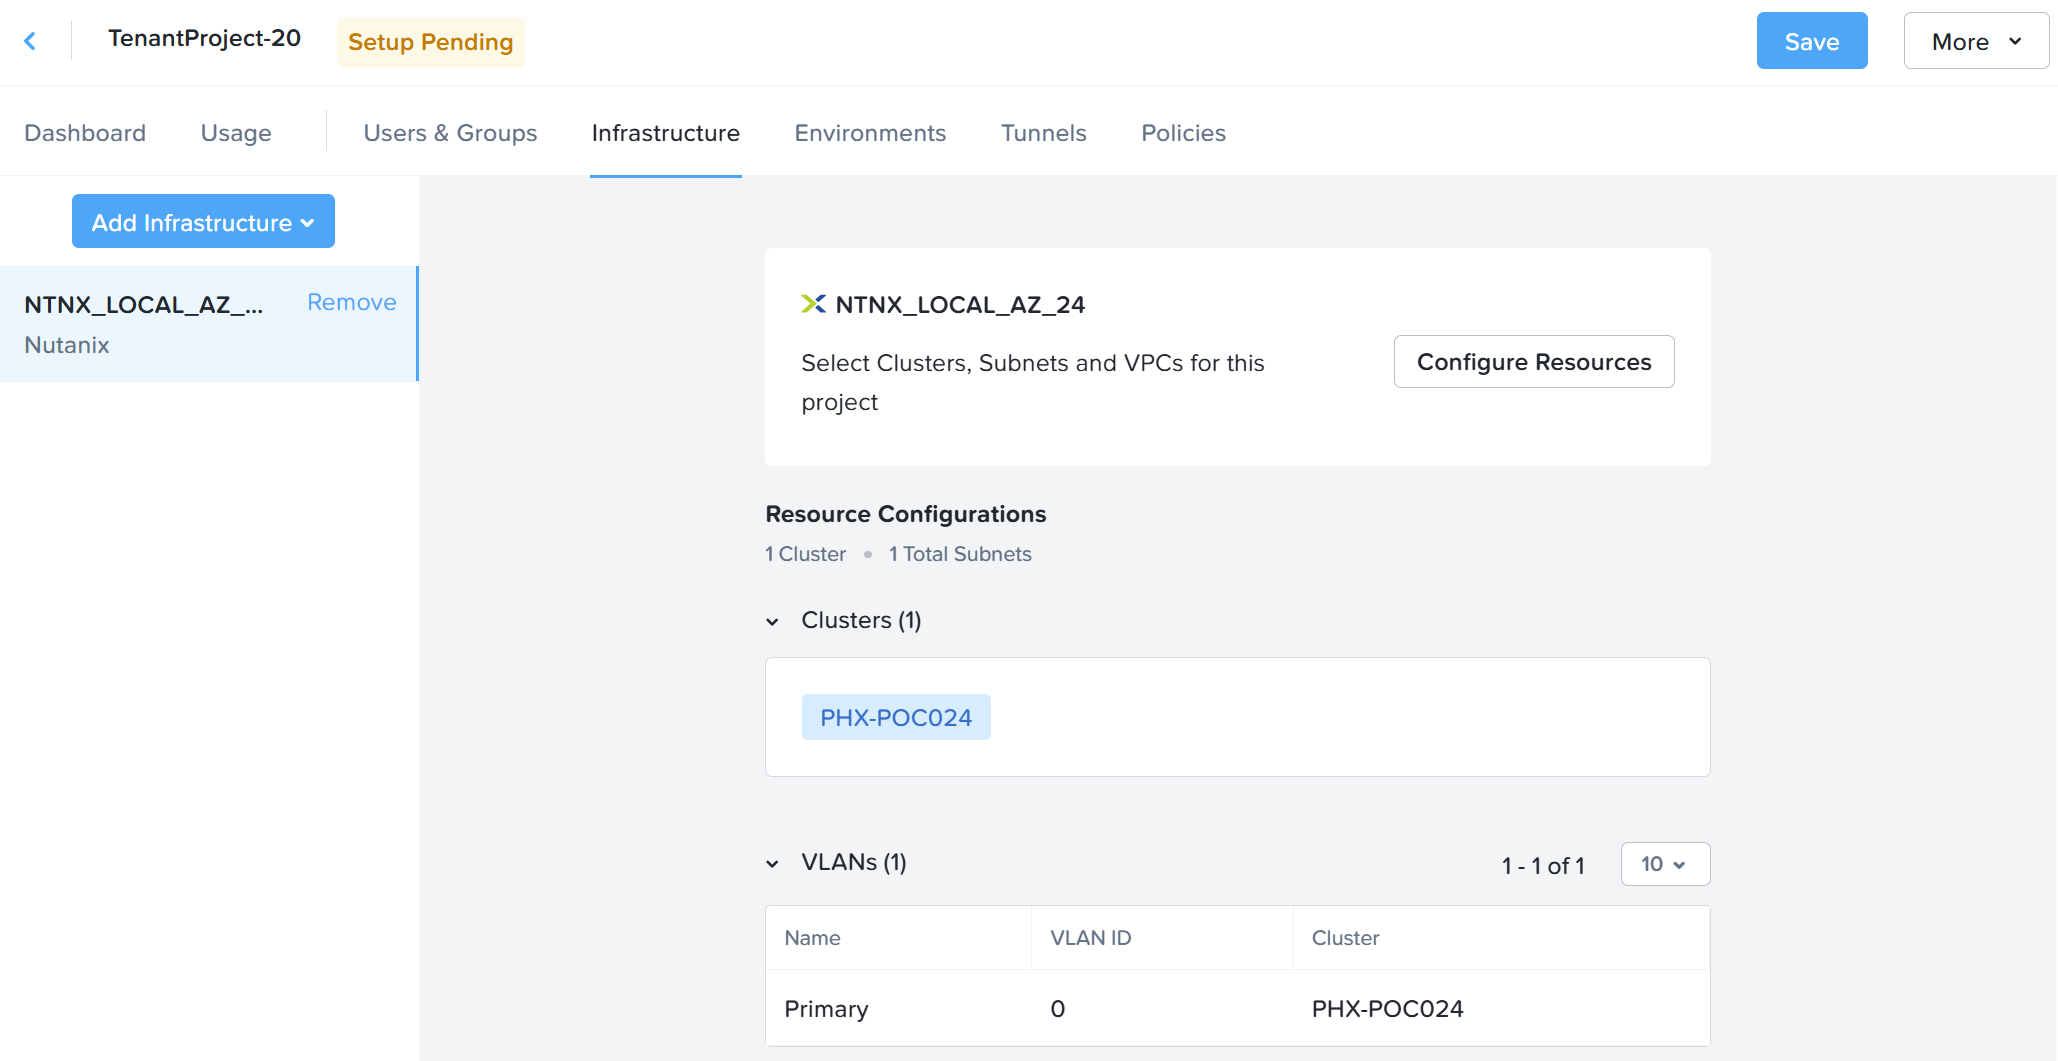 TenantProject-20
Setup Pending
Save
More
Dashboard
Usage
Users & Groups
Infrastructure
Environments
Tunnels
Policies
Add Infrastructure
NTNX_LOCAL_AZ_...
Remove
Nutanix
NTNX_LOCAL_AZ_24
Select Clusters, Subnets and VPCs for this
project
Configure Resources
Resource Configurations
1 Cluster • 1 Total Subnets
Clusters (1)
PHX-POC024
VLANs (1)
1 - 1 of 1
10
Name
VLAN ID
Cluster
Primary
0
PHX-POC024